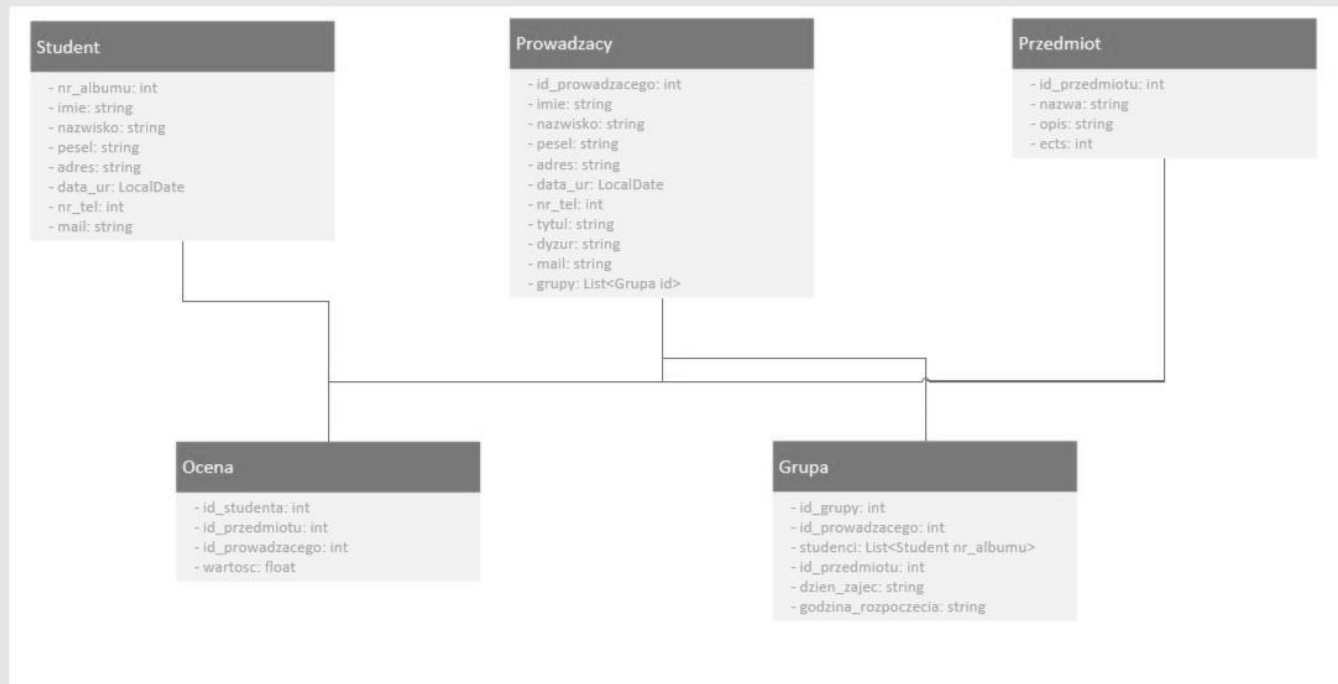 Student
- nr_albumu: int
- imie: string
- nazwisko: string
- pesel: string
- adres: string
- data_ur: LocalDate
- nr_tel: int
- mail: string
Prowadzacy
- id_prowadzacego: int
- imie: string
- nazwisko: string
- pesel: string
- adres: string
- data_ur: LocalDate
- nr_tel: int
- tytul: string
- dyzur: string
- mail: string
- grupy: List<Grupa id>
Przedmiot
- id_przedmiotu: int
- nazwa: string
- opis: string
- ects: int
Ocena
- id_studenta: int
- id_przedmiotu: int
- id_prowadzacego: int
- wartosc: float
Grupa
- id_grupy: int
- id_prowadzacego: int
- studenci: List<Student nr_albumu>
- id_przedmiotu: int
- dzien_zajec: string
- godzina_rozpoczecia: string